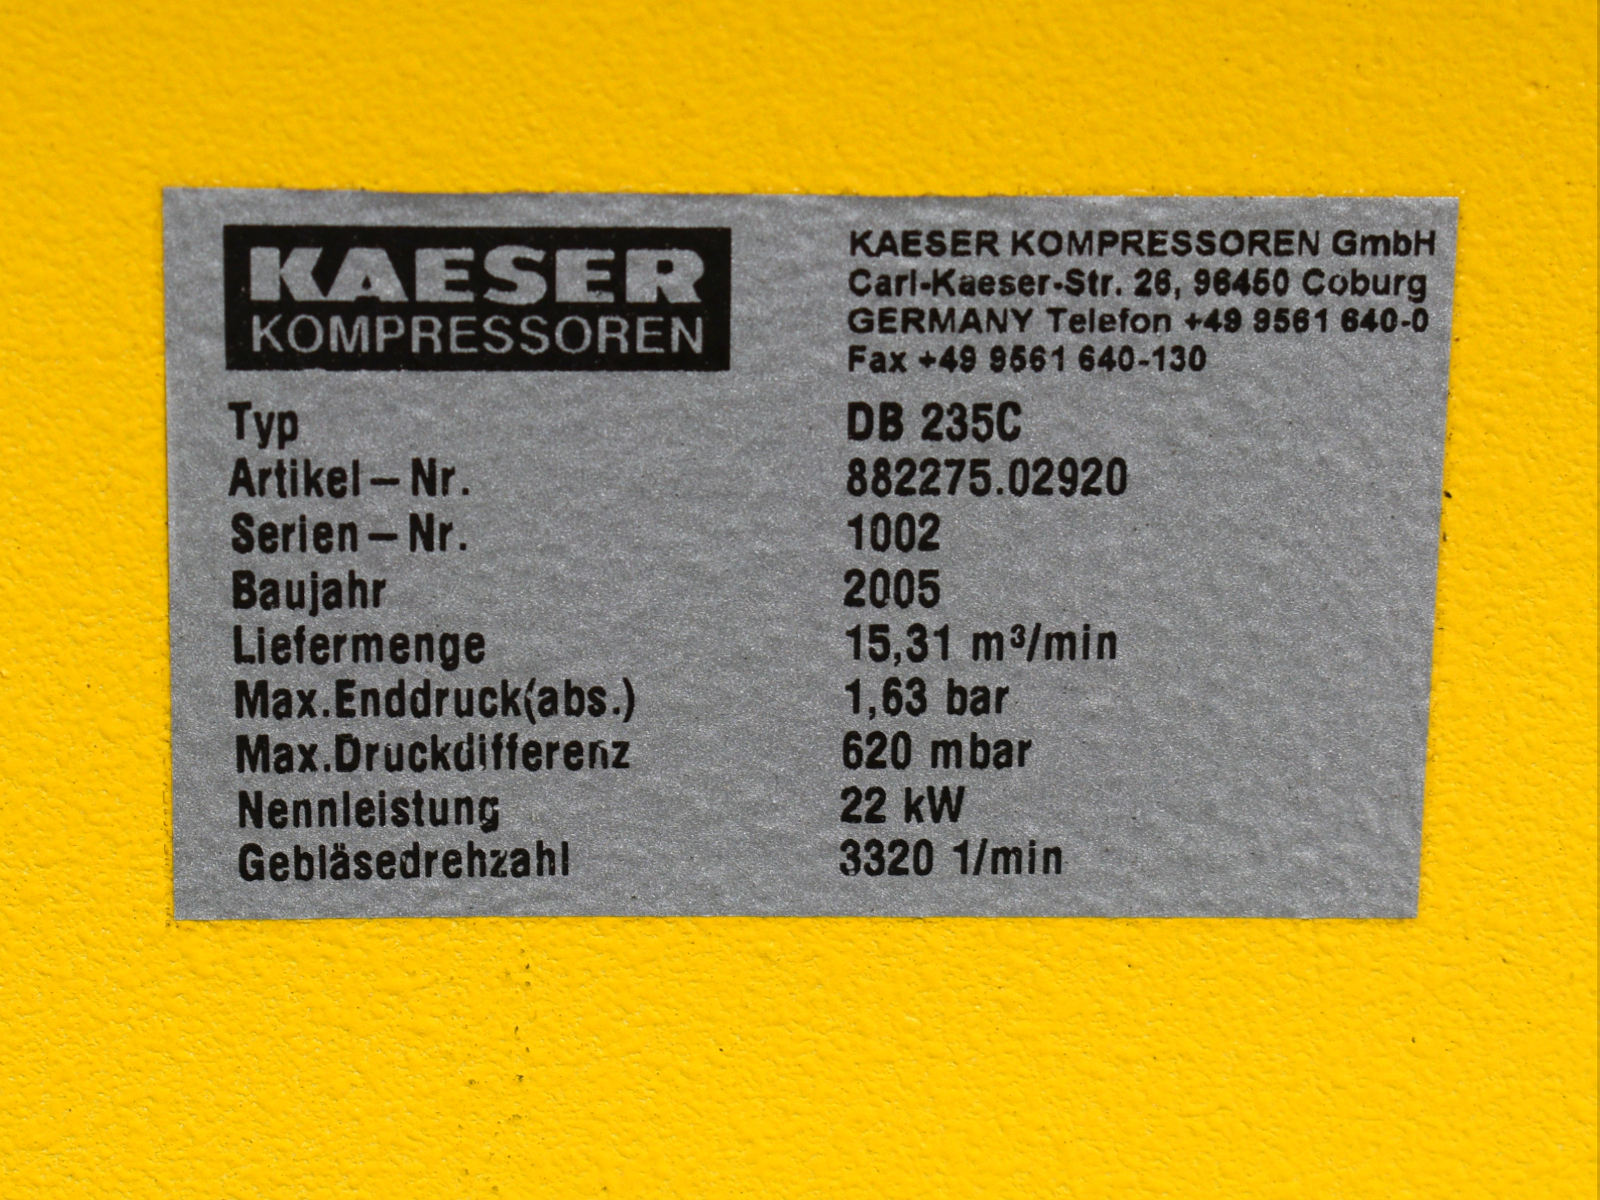 KAESER
KOMPRESSOREN
KAESER KOMPRESSOREN GmbH
Carl-Kaeser-Str. 26, 96450 Coburg
GERMANY Telefon +49 9561 640-0
Fax +49 9561 640-130
Typ DB 235C
Artikel-Nr. 882275.02920
Serien-Nr. 1002
Baujahr 2005
Liefermenge 15,31 m³/min
Max.Enddruck(abs.) 1,63 bar
Max.Druckdifferenz 620 mbar
Nennleistung 22 kW
Gebläsedrehzahl 3320 1/min